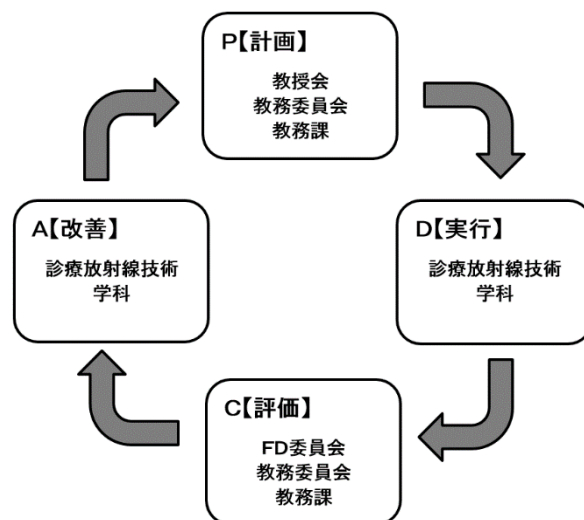 P【計画】
教授会
教務委員会
教務課
D【実行】
診療放射線技術
学科
C【評価】
FD委員会
教務委員会
教務課
A【改善】
診療放射線技術
学科